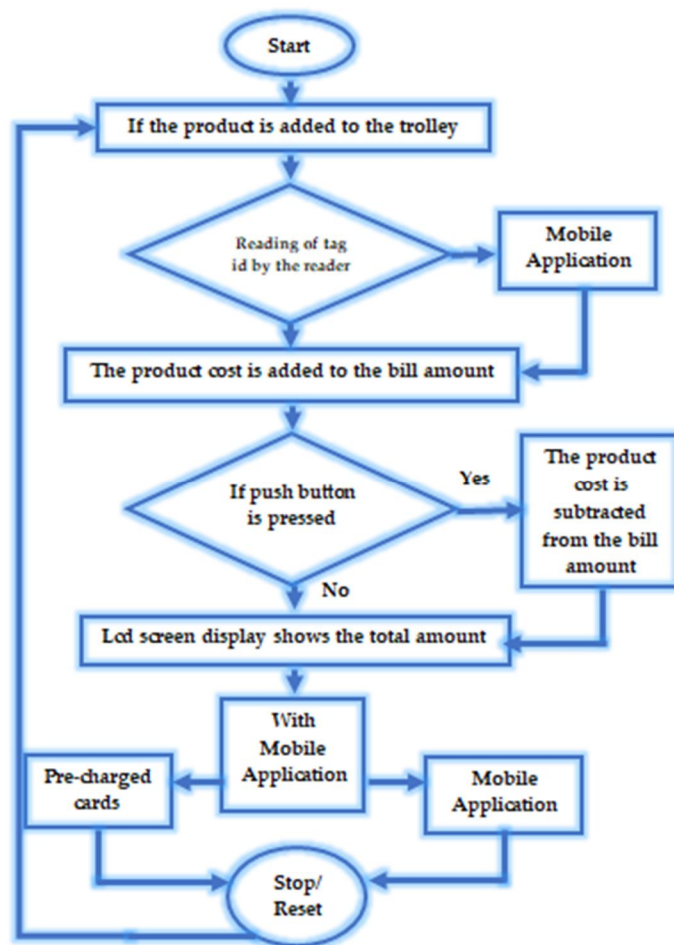 Start
If the product is added to the trolley
Reading of tag
id by the reader
Mobile
Application
The product cost is added to the bill amount
If push button
is pressed
Yes
The product
cost is
subtracted
from the bill
amount
No
Lcd screen display shows the total amount
With
Mobile
Application
Pre-charged
cards
Mobile
Application
Stop/
Reset